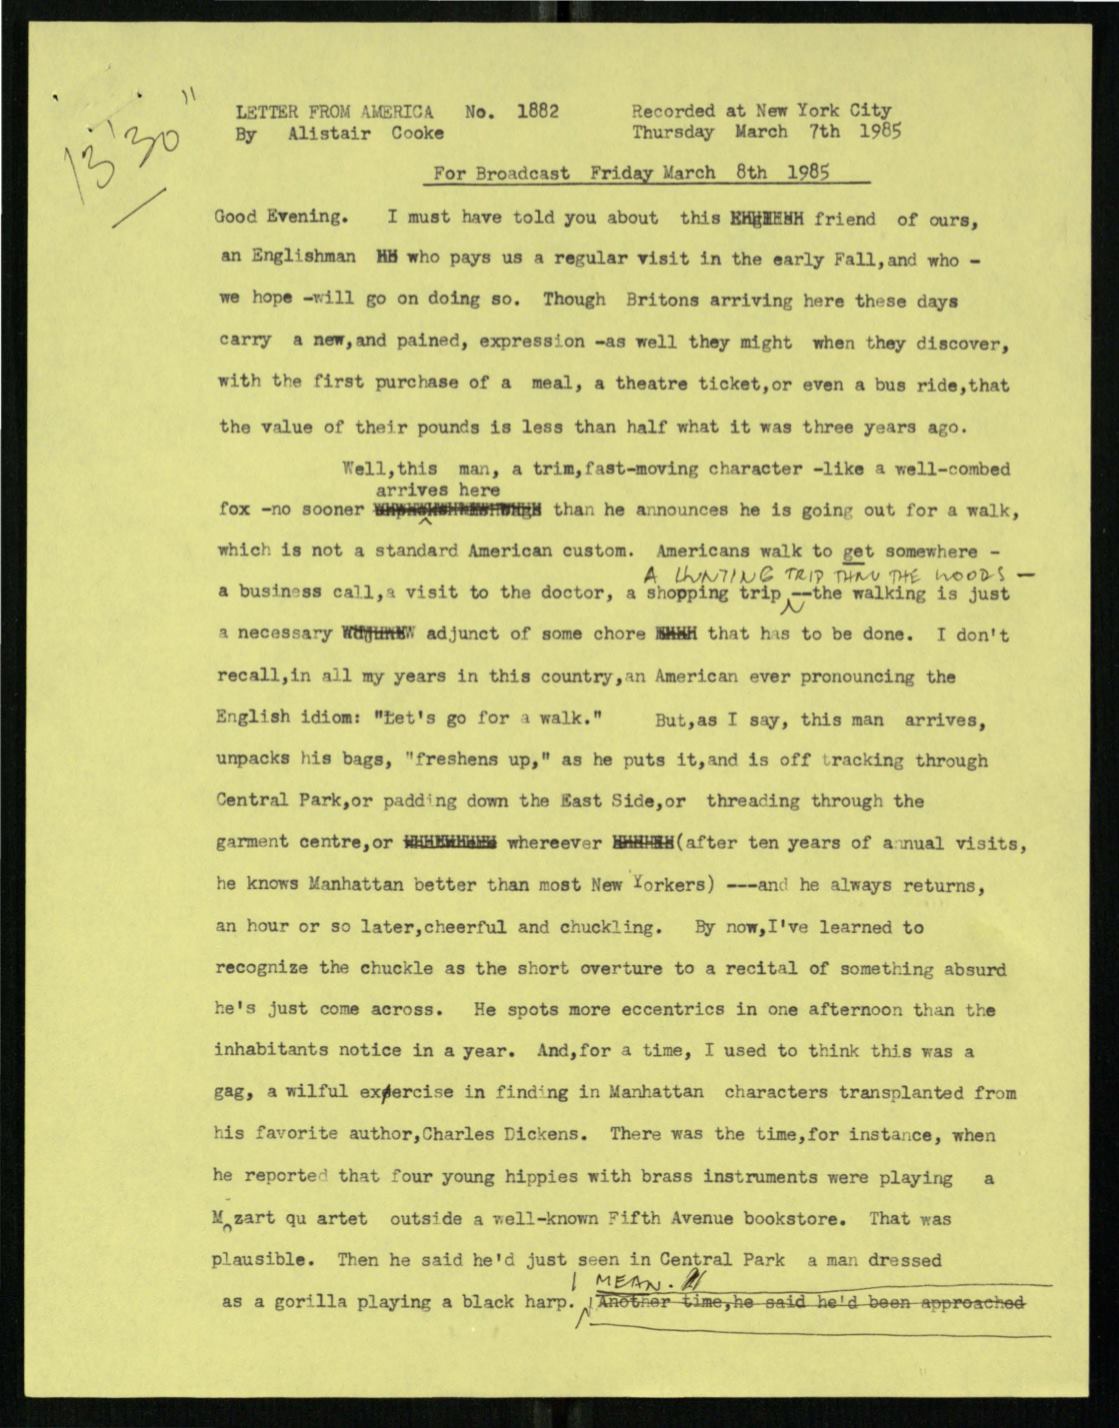 13'30"
LETTER FROM AMERICA No. 1882 Recorded at New York City
By Alistair Cooke Thursday March 7th 1985
For Broadcast Friday March 8th 1985
Good Evening. I must have told you about this friend of ours,
an Englishman who pays us a regular visit in the early Fall,and who -
we hope -will go on doing so. Though Britons arriving here these days
carry a new,and pained, expression -as well they might when they discover,
with the first purchase of a meal, a theatre ticket,or even a bus ride,that
the value of their pounds is less than half what it was three years ago.
Well,this man, a trim,fast-moving character -like a well-combed
arrives here
fox -no sooner than he announces he is going out for a walk,
which is not a standard American custom. Americans walk to get somewhere -
A HUNTING TRIP THRU THE WOODS -
a business call,a visit to the doctor, a shopping trip --the walking is just
a necessary adjunct of some chore that has to be done. I don't
recall,in all my years in this country,an American ever pronouncing the
English idiom: "Let's go for a walk." But,as I say, this man arrives,
unpacks his bags, "freshens up," as he puts it,and is off tracking through
Central Park,or padding down the East Side,or threading through the
garment centre,or whereever (after ten years of annual visits,
he knows Manhattan better than most New Yorkers) ---and he always returns,
an hour or so later,cheerful and chuckling. By now,I've learned to
recognize the chuckle as the short overture to a recital of something absurd
he's just come across. He spots more eccentrics in one afternoon than the
inhabitants notice in a year. And,for a time, I used to think this was a
gag, a wilful exercise in finding in Manhattan characters transplanted from
his favorite author,Charles Dickens. There was the time,for instance, when
he reported that four young hippies with brass instruments were playing a
Mozart qu artet outside a well-known Fifth Avenue bookstore. That was
plausible. Then he said he'd just seen in Central Park a man dressed
I MEAN.
as a gorilla playing a black harp. Another time,he said he'd been approached